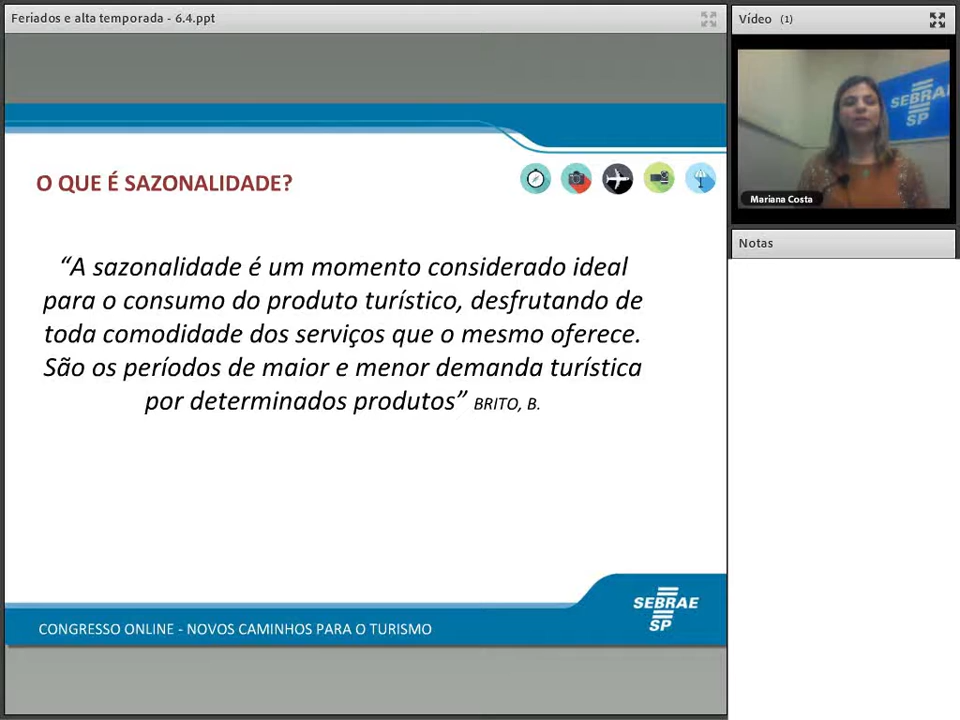 Feriados e alta temporada - 6.4.ppt
O QUE É SAZONALIDADE?
“A sazonalidade é um momento considerado ideal
para o consumo do produto turístico, desfrutando de
toda comodidade dos serviços que o mesmo oferece.
São os períodos de maior e menor demanda turística
por determinados produtos” BRITO, B.
CONGRESSO ONLINE - NOVOS CAMINHOS PARA O TURISMO
SEBRAE
SP
Vídeo (1)
SEBRAE
SP
Mariana Costa
Notas